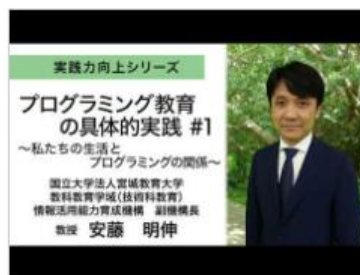 実践力向上シリーズ
プログラミング教育
の具体的実践 #1
～私たちの生活と
プログラミングの関係～
国立大学法人宮城教育大学
教科教育学域(技術科教育)
情報活用能力育成機構 副機構長
教授 安藤 明伸